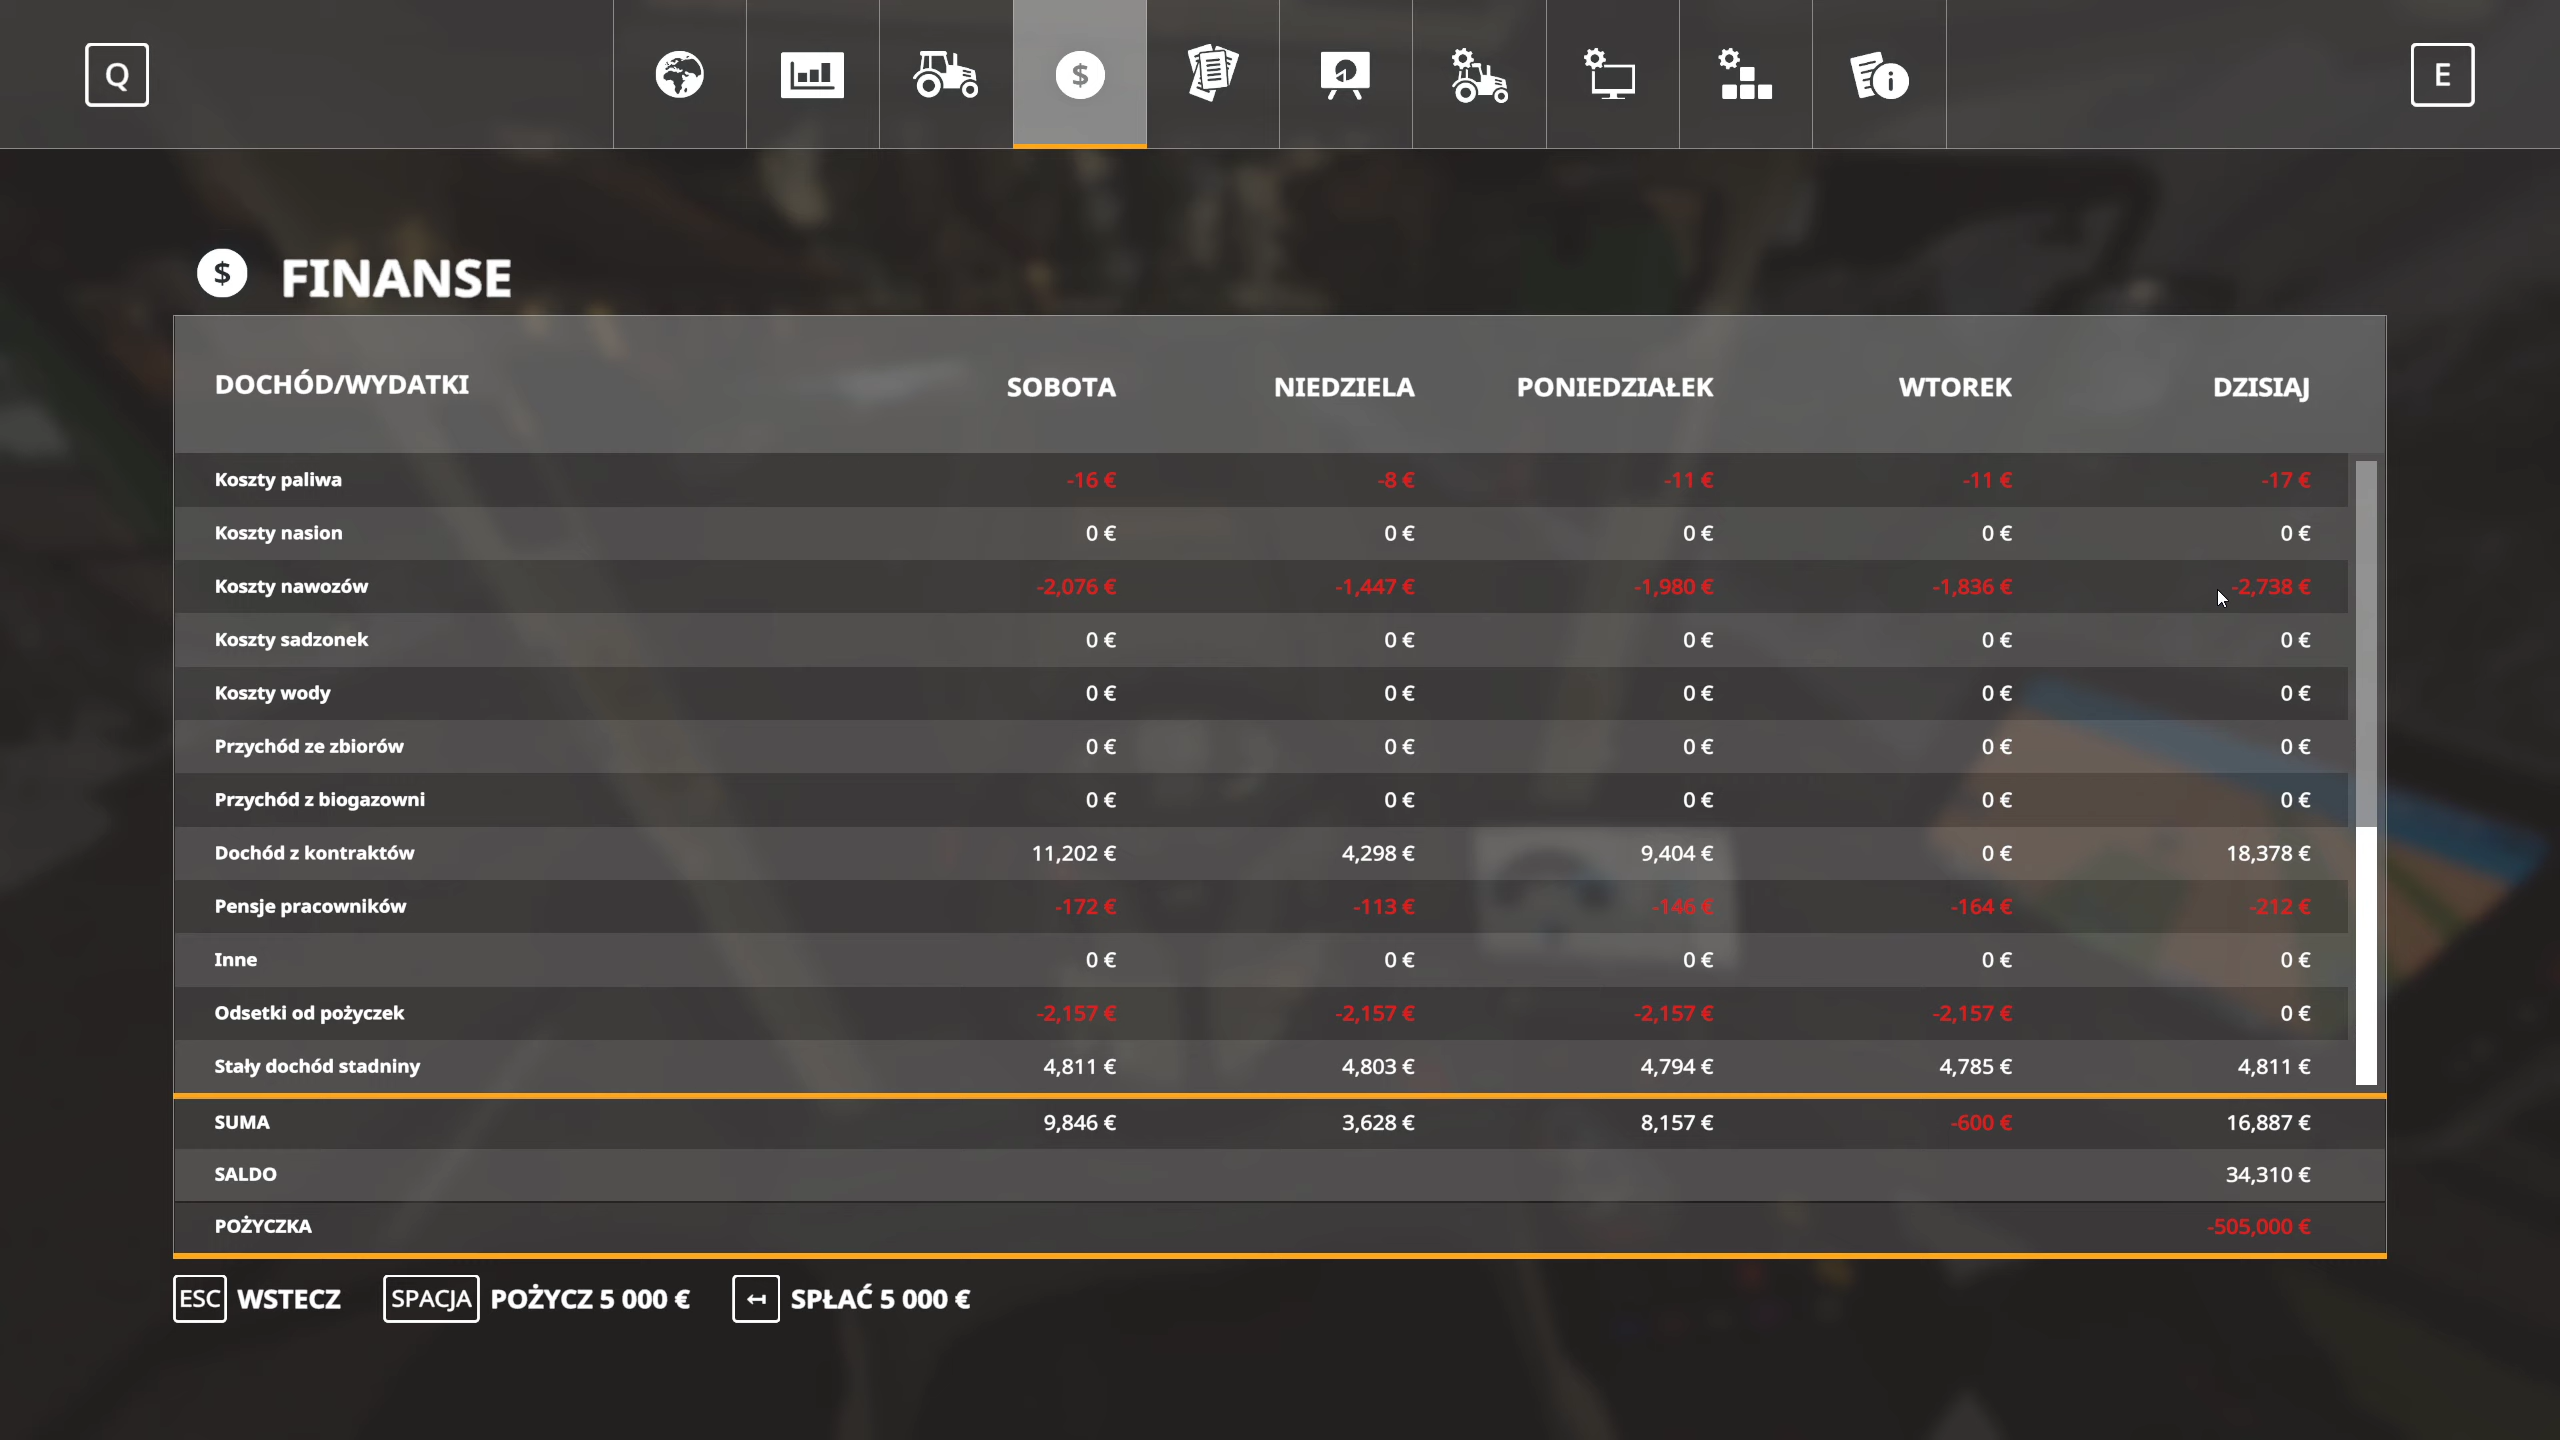 Q E
$ FINANSE
DOCHÓD/WYDATKI SOBOTA NIEDZIELA PONIEDZIAŁEK WTOREK DZISIAJ
Koszty paliwa -16 € -8 € -11 € -11 € -17 €
Koszty nasion 0 € 0 € 0 € 0 € 0 €
Koszty nawozów -2,076 € -1,447 € -1,980 € -1,836 € -2,738 €
Koszty sadzonek 0 € 0 € 0 € 0 € 0 €
Koszty wody 0 € 0 € 0 € 0 € 0 €
Przychód ze zbiorów 0 € 0 € 0 € 0 € 0 €
Przychód z biogazowni 0 € 0 € 0 € 0 € 0 €
Dochód z kontraktów 11,202 € 4,298 € 9,404 € 0 € 18,378 €
Pensje pracowników -172 € -113 € -146 € -164 € -212 €
Inne 0 € 0 € 0 € 0 € 0 €
Odsetki od pożyczek -2,157 € -2,157 € -2,157 € -2,157 € 0 €
Stały dochód stadniny 4,811 € 4,803 € 4,794 € 4,785 € 4,811 €
SUMA 9,846 € 3,628 € 8,157 € -600 € 16,887 €
SALDO 34,310 €
POŻYCZKA -505,000 €
ESC WSTECZ SPACJA POŻYCZ 5 000 € ↤ SPŁAĆ 5 000 €